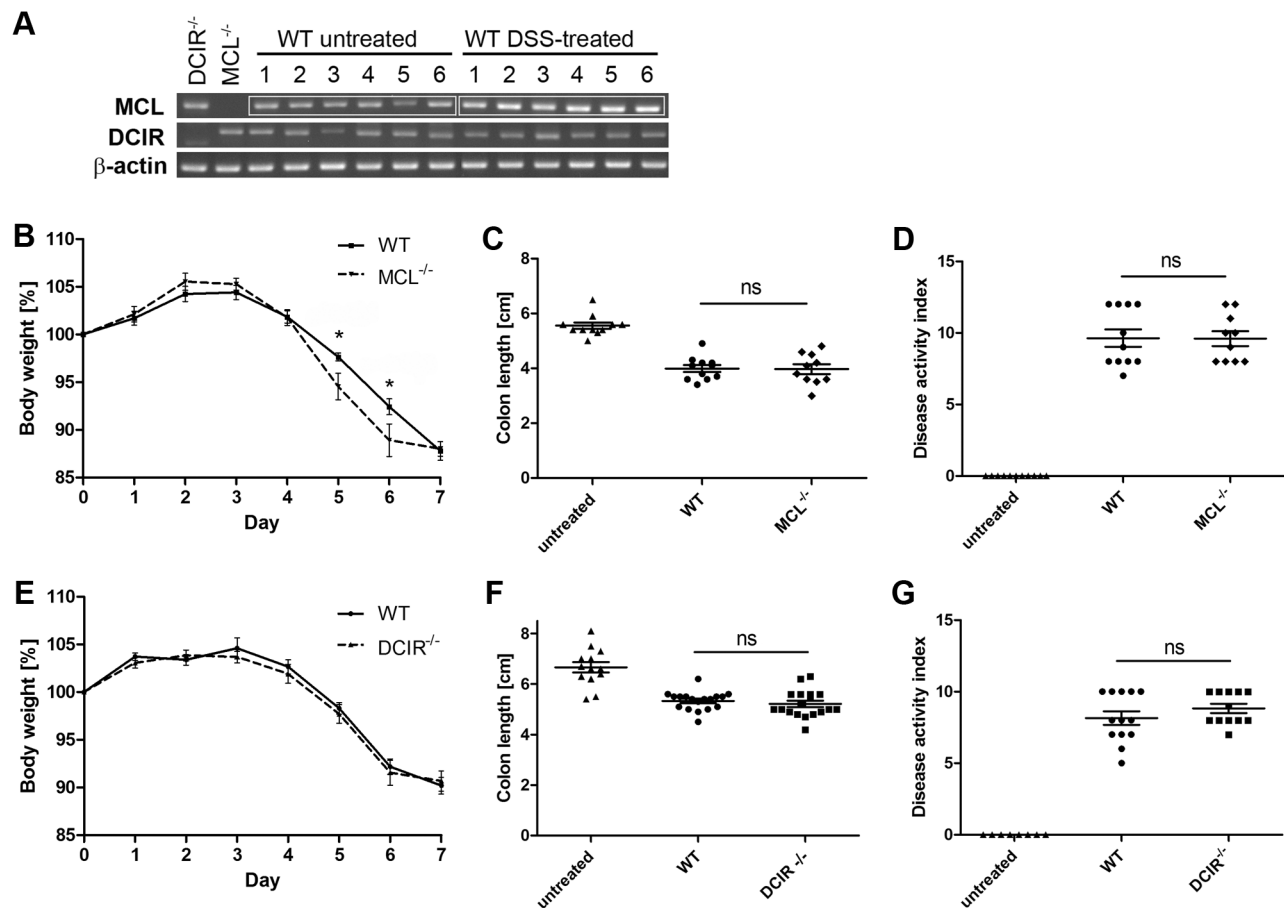 A
DCIR-/-
MCL-/-
WT untreated
WT DSS-treated
1 2 3 4 5 6 1 2 3 4 5 6
MCL
DCIR
β-actin
B
Body weight [%]
110
105
100
95
90
85
0 1 2 3 4 5 6 7
Day
WT
MCL-/-
*
*
C
Colon length [cm]
8
6
4
2
0
ns
untreated
WT
MCL-/-
D
Disease activity index
15
10
5
0
ns
untreated
WT
MCL-/-
E
Body weight [%]
110
105
100
95
90
85
0 1 2 3 4 5 6 7
Day
WT
DCIR-/-
F
Colon length [cm]
8
6
4
2
0
ns
untreated
WT
DCIR -/-
G
Disease activity index
15
10
5
0
ns
untreated
WT
DCIR-/-